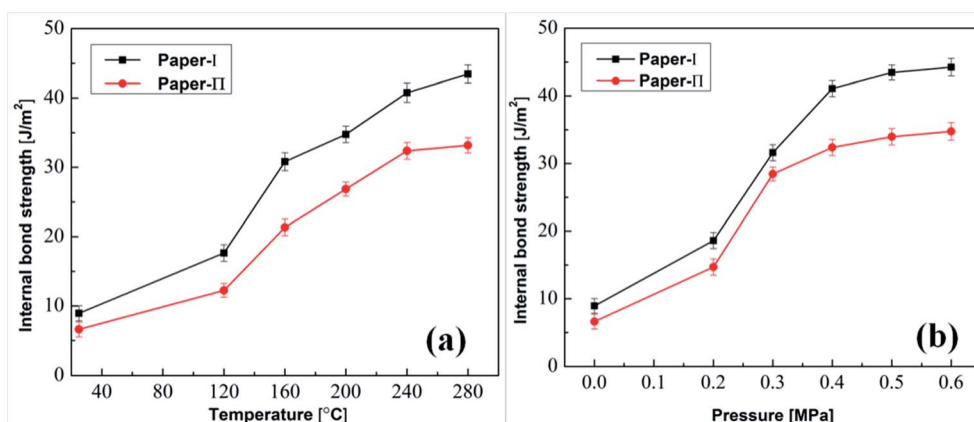 Internal bond strength [J/m²]
50
40
30
20
10
0
Paper-I
Paper-Π
(a)
40 80 120 160 200 240 280
Temperature [°C]
Internal bond strength [J/m²]
50
40
30
20
10
0
Paper-I
Paper-Π
(b)
0.0 0.1 0.2 0.3 0.4 0.5 0.6
Pressure [MPa]